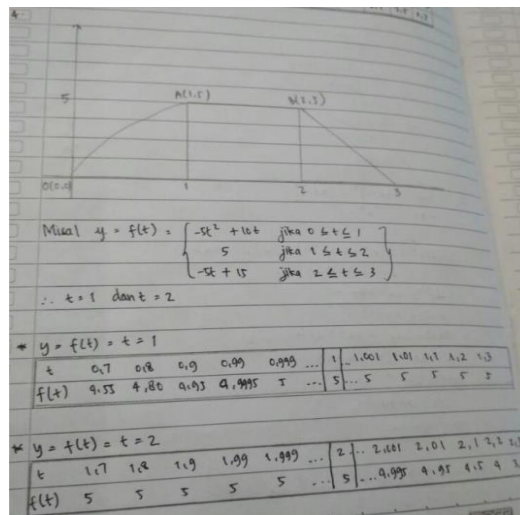 4.
5
A(1,5)
B(2,5)
O(0,0)
1
2
3
Misal y = f(t) = { -5t² + 10t jika 0 ≤ t ≤ 1
5 jika 1 ≤ t ≤ 2
-5t + 15 jika 2 ≤ t ≤ 3 }
∴ t = 1 dan t = 2
* y = f(t) = t = 1
t 0,7 0,8 0,9 0,99 0,999 ... 1 ... 1,001 1,01 1,1 1,2 1,3
f(t) 4.55 4,80 4.95 4,9995 5 ... 5 ... 5 5 5 5 5
* y = f(t) = t = 2
t 1,7 1,8 1,9 1,99 1,999 ... 2 ... 2,001 2,01 2,1 2,2
f(t) 5 5 5 5 5 ... 5 ... 4.995 4.95 4.5 4